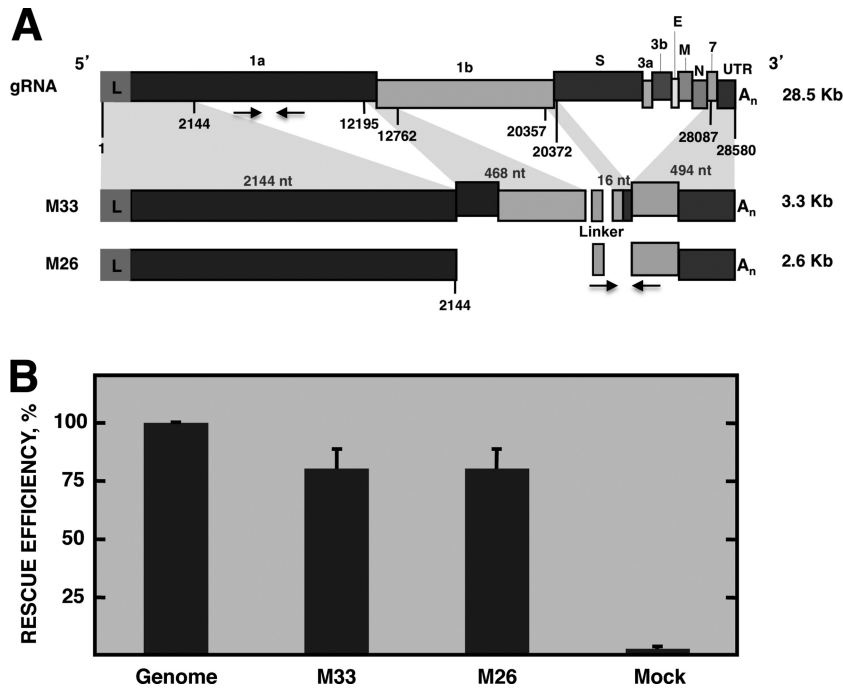 A
5' 1a 1b S 3a 3b E M N 7 UTR 3'
gRNA L An 28.5 Kb
1 2144 12195 12762 20357 20372 28087 28580
2144 nt 468 nt 16 nt 494 nt
M33 L An 3.3 Kb
Linker
M26 L An 2.6 Kb
2144
B
RESCUE EFFICIENCY, %
100
75
50
25
Genome M33 M26 Mock